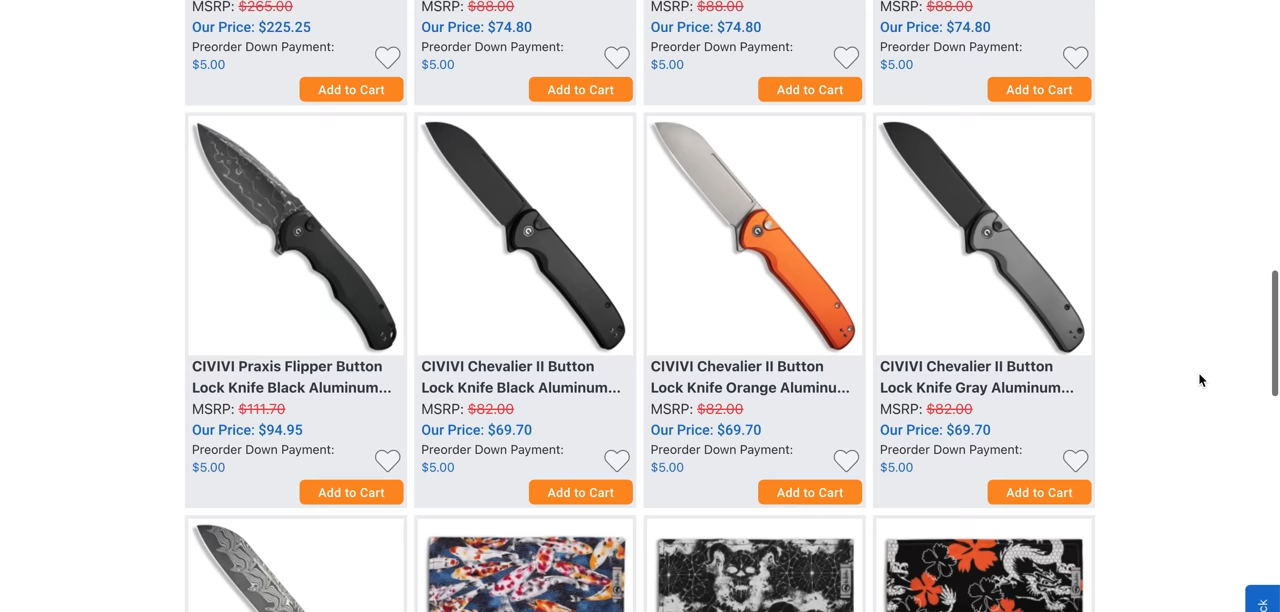 MSRP: $265.00
Our Price: $225.25
Preorder Down Payment:
$5.00
Add to Cart
MSRP: $88.00
Our Price: $74.80
Preorder Down Payment:
$5.00
Add to Cart
MSRP: $88.00
Our Price: $74.80
Preorder Down Payment:
$5.00
Add to Cart
MSRP: $88.00
Our Price: $74.80
Preorder Down Payment:
$5.00
Add to Cart
CIVIVI Praxis Flipper Button
Lock Knife Black Aluminum...
MSRP: $111.70
Our Price: $94.95
Preorder Down Payment:
$5.00
Add to Cart
CIVIVI Chevalier II Button
Lock Knife Black Aluminum...
MSRP: $82.00
Our Price: $69.70
Preorder Down Payment:
$5.00
Add to Cart
CIVIVI Chevalier II Button
Lock Knife Orange Aluminu...
MSRP: $82.00
Our Price: $69.70
Preorder Down Payment:
$5.00
Add to Cart
CIVIVI Chevalier II Button
Lock Knife Gray Aluminum...
MSRP: $82.00
Our Price: $69.70
Preorder Down Payment:
$5.00
Add to Cart